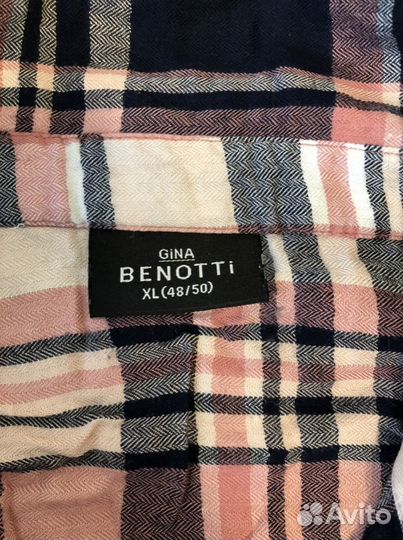 GiNA
BENOTTi
XL(48/50)
Avito